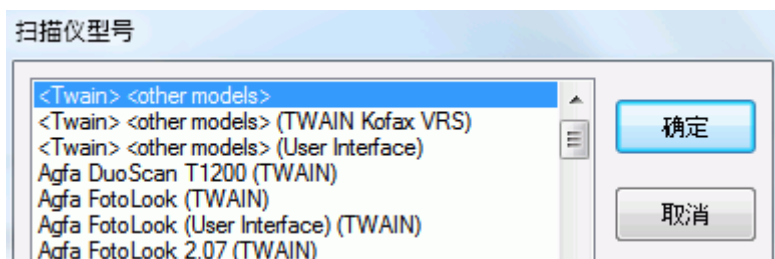 扫描仪型号
<Twain> <other models>
<Twain> <other models> (TWAIN Kofax VRS)
<Twain> <other models> (User Interface)
Agfa DuoScan T1200 (TWAIN)
Agfa FotoLook (TWAIN)
Agfa FotoLook (User Interface) (TWAIN)
Agfa FotoLook 2.07 (TWAIN)
确定
取消